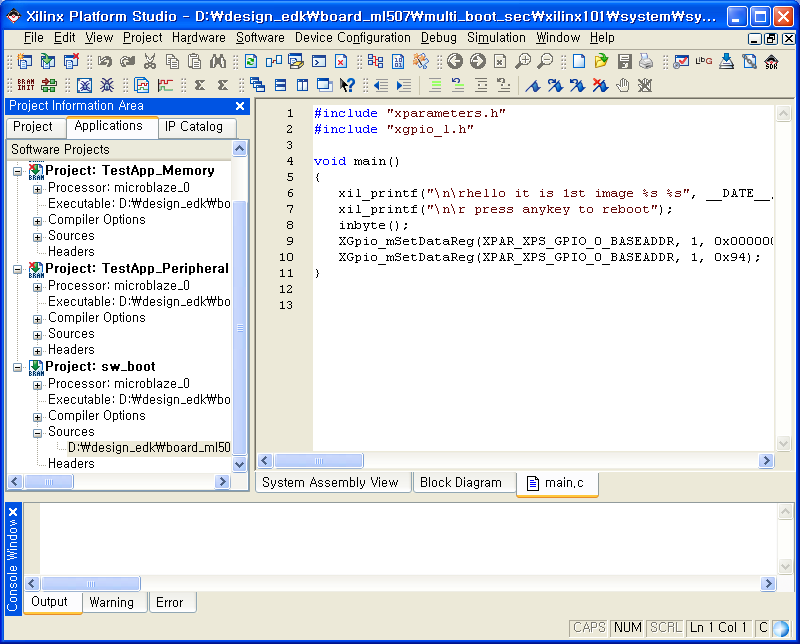 Xilinx Platform Studio - D:₩design_edk₩board_ml507₩multi_boot_sec₩xilinx101₩system₩sy...
File Edit View Project Hardware Software Device Configuration Debug Simulation Window Help
BRAM INIT
SDK
Project Information Area
Project Applications IP Catalog
Software Projects
Project: TestApp_Memory
Processor: microblaze_0
Executable: D:₩design_edk₩bo
Compiler Options
Sources
Headers
Project: TestApp_Peripheral
Processor: microblaze_0
Executable: D:₩design_edk₩bo
Compiler Options
Sources
Headers
Project: sw_boot
Processor: microblaze_0
Executable: D:₩design_edk₩bo
Compiler Options
Sources
D:₩design_edk₩board_ml50
Headers
1 #include "xparameters.h"
2 #include "xgpio_l.h"
3
4 void main()
5 {
6 xil_printf("\n\rhello it is 1st image %s %s", __DATE__,
7 xil_printf("\n\r press anykey to reboot");
8 inbyte();
9 XGpio_mSetDataReg(XPAR_XPS_GPIO_0_BASEADDR, 1, 0x000000
10 XGpio_mSetDataReg(XPAR_XPS_GPIO_0_BASEADDR, 1, 0x94);
11 }
12
13
System Assembly View Block Diagram main.c
Console Window
Output Warning Error
CAPS NUM SCRL Ln 1 Col 1 C